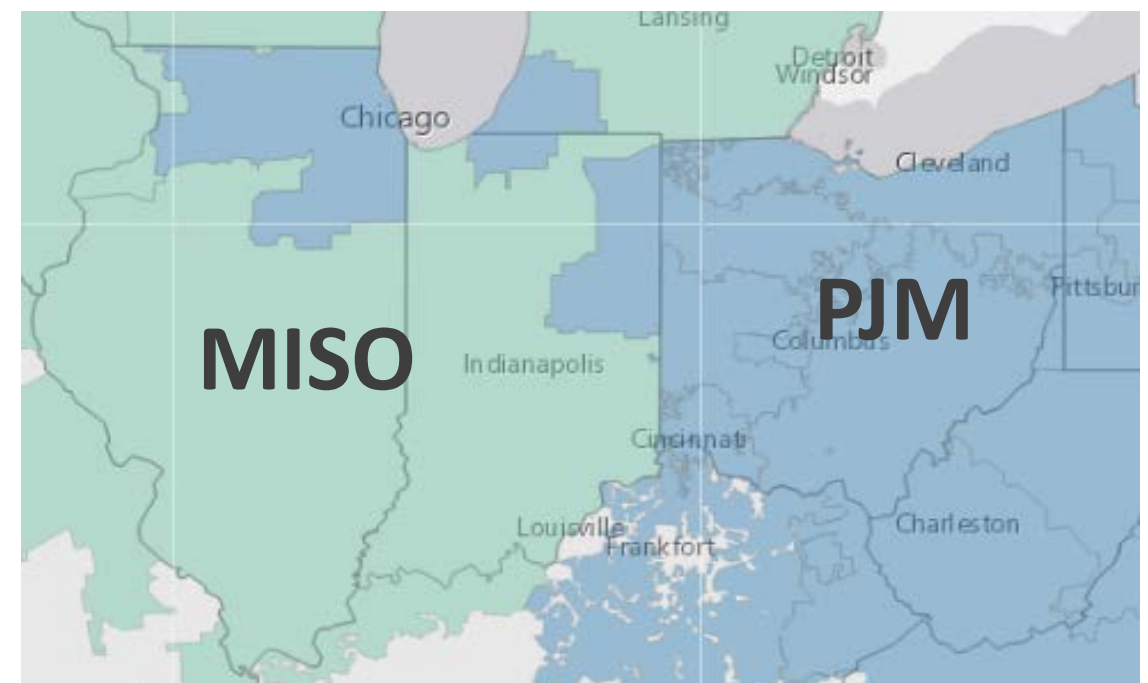 Lansing
Detroit
Windsor
Chicago
Cleveland
PJM
Pittsbur
MISO
Columbus
Indianapolis
Cincinnati
Louisville
Charleston
Frankfort